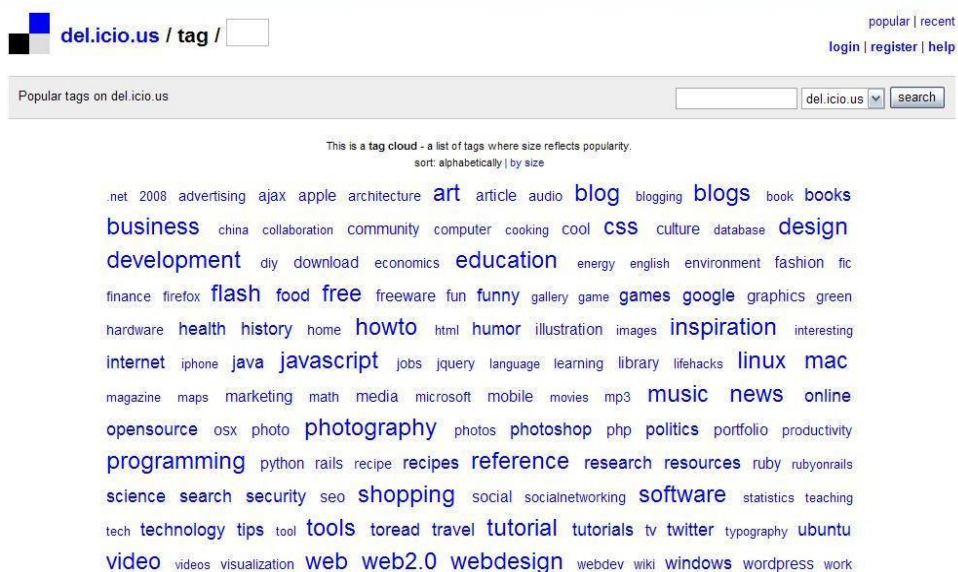 del.icio.us / tag /
popular | recent
login | register | help
Popular tags on del.icio.us
del.icio.us search
This is a tag cloud - a list of tags where size reflects popularity.
sort: alphabetically | by size
.net 2008 advertising ajax apple architecture art article audio blog blogging blogs book books
business china collaboration community computer cooking cool css culture database design
development diy download economics education energy english environment fashion fic
finance firefox flash food free freeware fun funny gallery game games google graphics green
hardware health history home howto html humor illustration images inspiration interesting
internet iphone java javascript jobs jquery language learning library lifehacks linux mac
magazine maps marketing math media microsoft mobile movies mp3 music news online
opensource osx photo photography photos photoshop php politics portfolio productivity
programming python rails recipe recipes reference research resources ruby rubyonrails
science search security seo shopping social socialnetworking software statistics teaching
tech technology tips tool tools toread travel tutorial tutorials tv twitter typography ubuntu
video videos visualization web web2.0 webdesign webdev wiki windows wordpress work